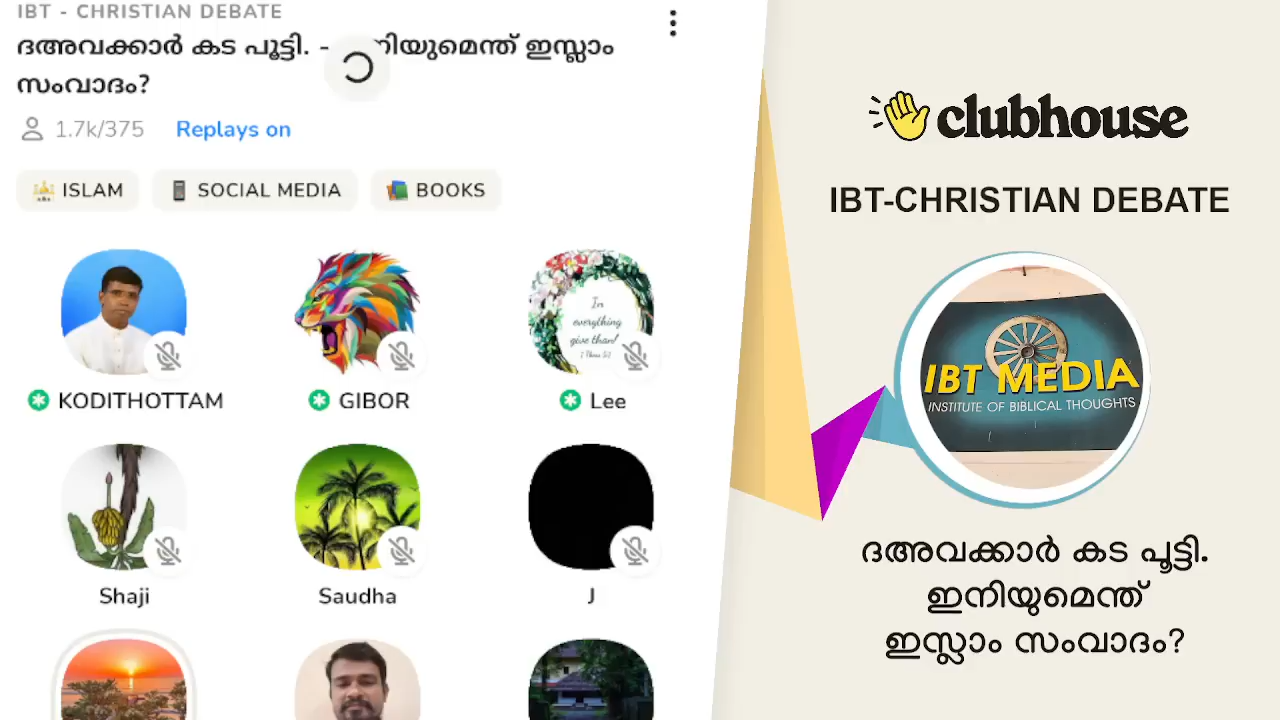 IBT - CHRISTIAN DEBATE
ദഅവക്കാർ കട പൂട്ടി. - ഇസ്ലാം
സംവാദം?
1.7k/375 Replays on
ISLAM SOCIAL MEDIA BOOKS
In
everything
give thanks
KODITHOTTAM GIBOR Lee
Shaji Saudha J
clubhouse
IBT-CHRISTIAN DEBATE
IBT MEDIA
INSTITUTE OF BIBLICAL THOUGHTS
ദഅവക്കാർ കട പൂട്ടി.
ഇനിയുമെന്ത്
ഇസ്ലാം സംവാദം?